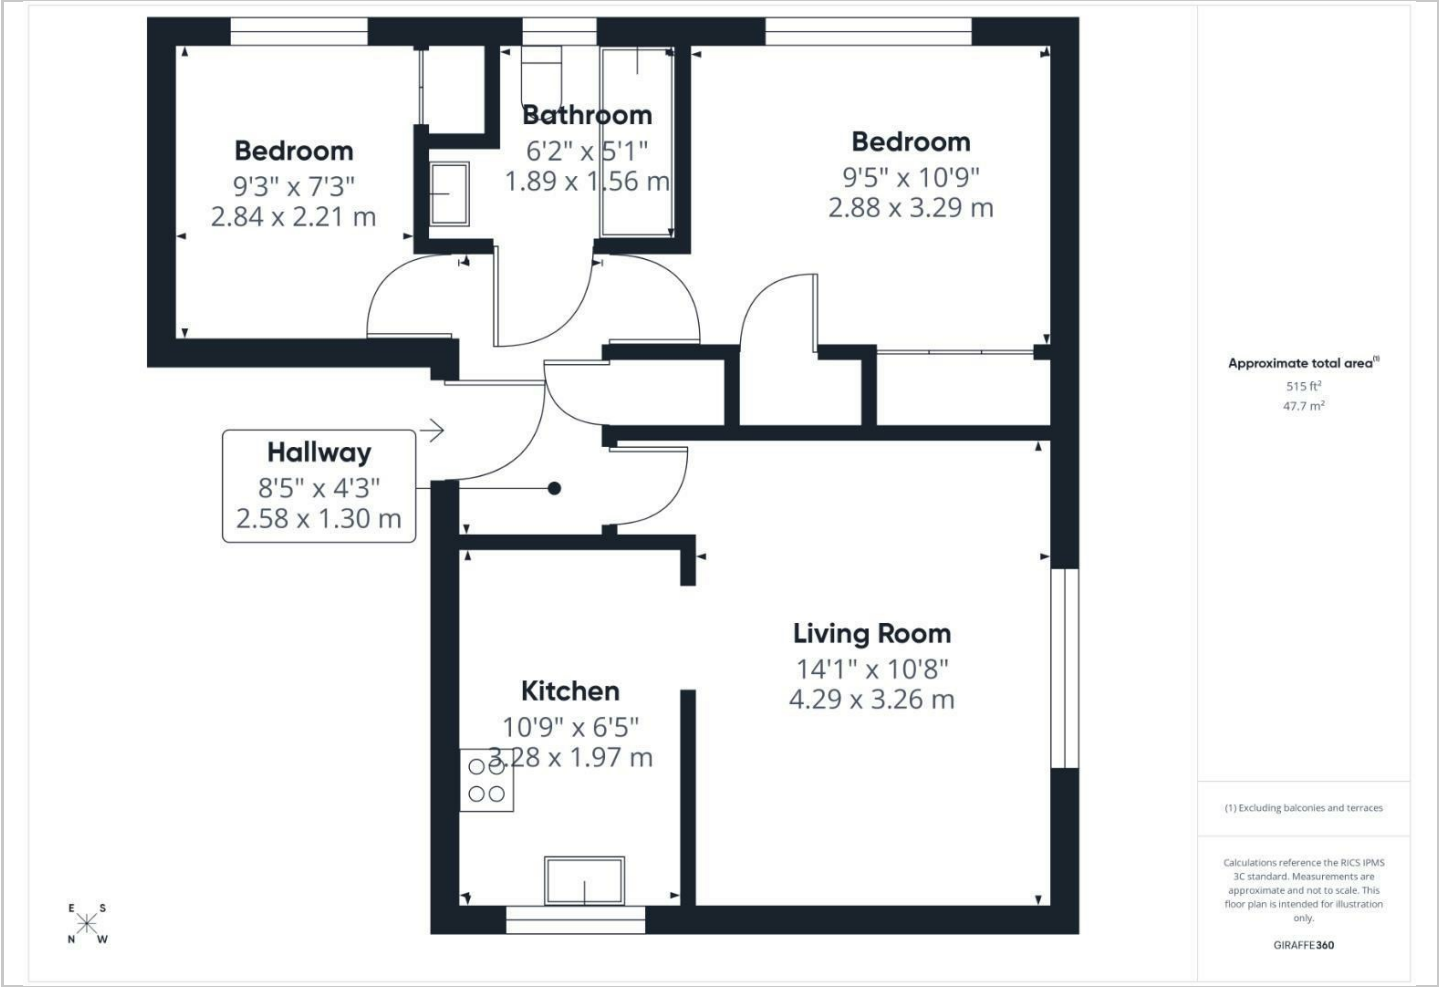 Bedroom
9'3" x 7'3"
2.84 x 2.21 m
Bathroom
6'2" x 5'1"
1.89 x 1.56 m
Bedroom
9'5" x 10'9"
2.88 x 3.29 m
Hallway
8'5" x 4'3"
2.58 x 1.30 m
Living Room
14'1" x 10'8"
4.29 x 3.26 m
Kitchen
10'9" x 6'5"
3.28 x 1.97 m
E S
N W
Approximate total area⁽¹⁾
515 ft²
47.7 m²
(1) Excluding balconies and terraces
Calculations reference the RICS IPMS
3C standard. Measurements are
approximate and not to scale. This
floor plan is intended for illustration
only.
GIRAFFE360